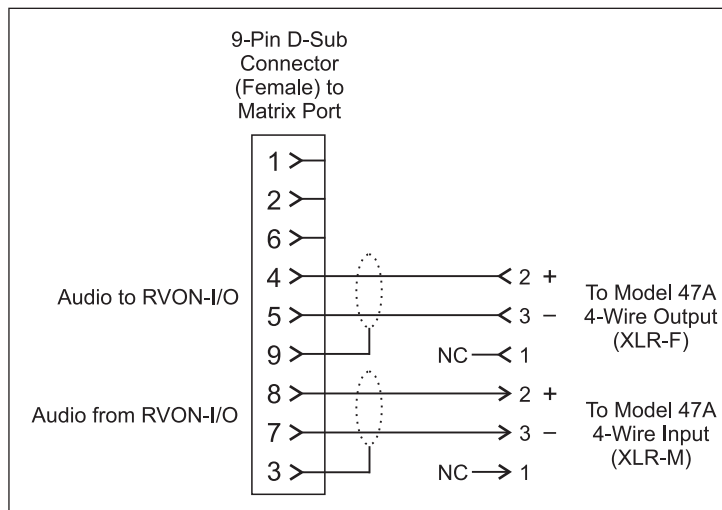 9-Pin D-Sub
Connector
(Female) to
Matrix Port
1
2
6
4
5
9
8
7
3
Audio to RVON-I/O
Audio from RVON-I/O
2 +
3 –
NC 1
To Model 47A
4-Wire Output
(XLR-F)
2 +
3 –
NC 1
To Model 47A
4-Wire Input
(XLR-M)